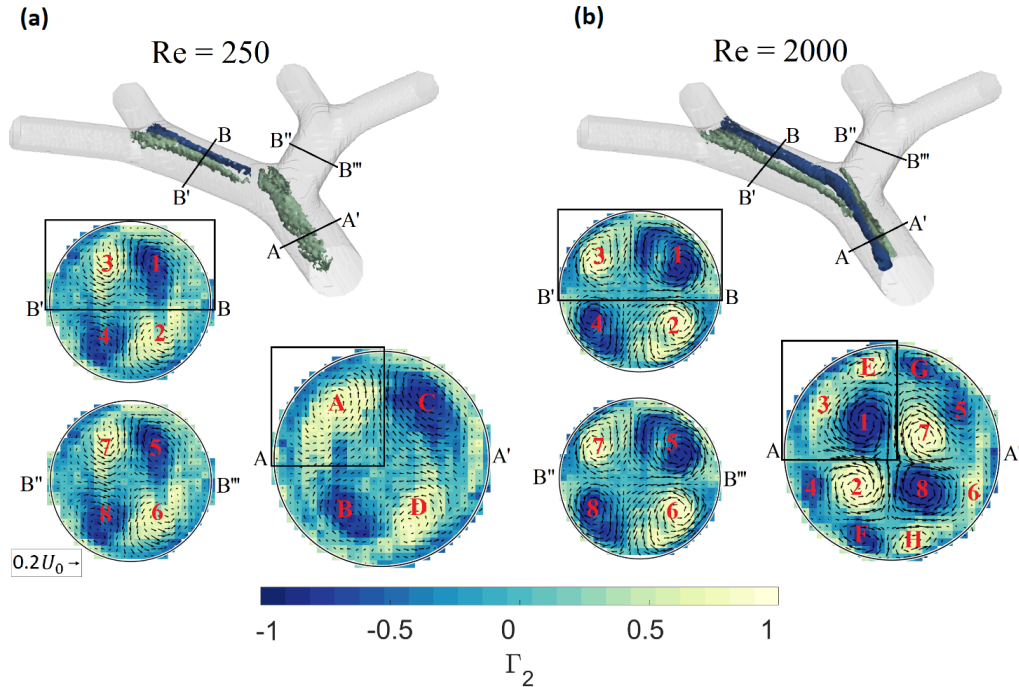 (a)
Re = 250
B
B'
B"
B"'
A
A'
3
1
4
2
B'
B
7
5
8
6
B"
B"'
A
C
B
D
A
A'
0.2U₀→
(b)
Re = 2000
B
B'
B"
B"'
A
A'
3
1
4
2
B'
B
7
5
8
6
B"
B"'
E
G
3
5
1
7
4
2
8
6
F
H
A
A'
-1 -0.5 0 0.5 1
Γ₂